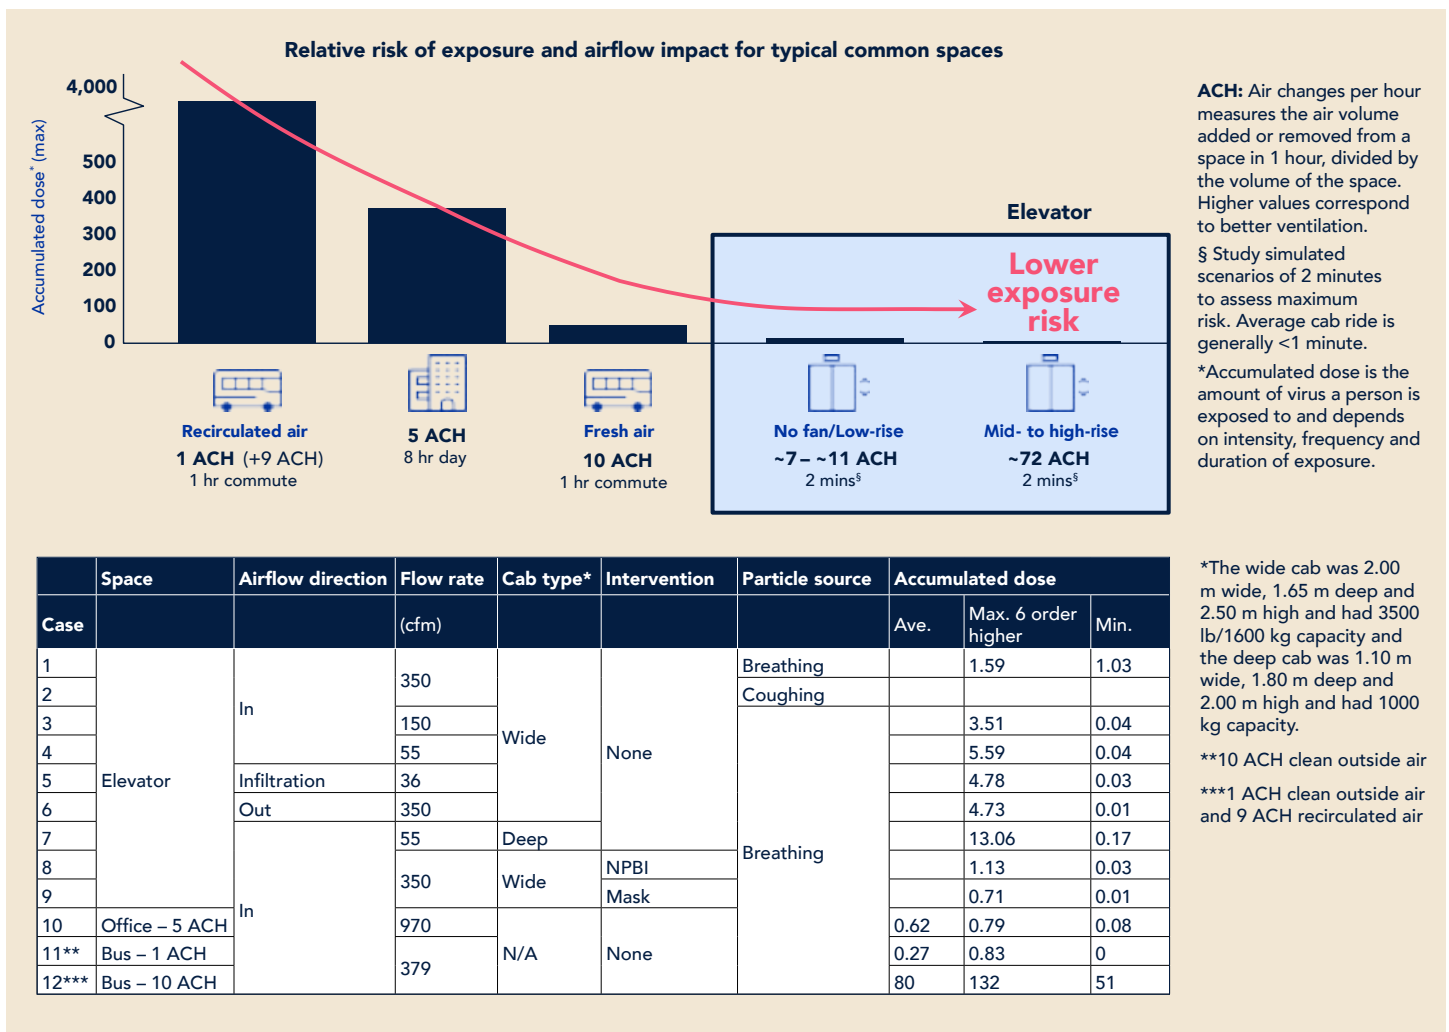 Relative risk of exposure and airflow impact for typical common spaces
Accumulated dose* (max)
4,000
500
400
300
200
100
0
Elevator
Lower
exposure
risk
Recirculated air
1 ACH (+9 ACH)
1 hr commute
5 ACH
8 hr day
Fresh air
10 ACH
1 hr commute
No fan/Low-rise
~7– ~11 ACH
2 mins§
Mid- to high-rise
~72 ACH
2 mins§
ACH: Air changes per hour
measures the air volume
added or removed from a
space in 1 hour, divided by
the volume of the space.
Higher values correspond
to better ventilation.
§ Study simulated
scenarios of 2 minutes
to assess maximum
risk. Average cab ride is
generally <1 minute.
*Accumulated dose is the
amount of virus a person is
exposed to and depends
on intensity, frequency and
duration of exposure.
Space Airflow direction Flow rate Cab type* Intervention Particle source Accumulated dose
Case (cfm) Ave. Max. 6 order higher Min.
1 Elevator In 350 Wide None Breathing 1.59 1.03
2 Coughing
3 150 Breathing 3.51 0.04
4 55 5.59 0.04
5 Infiltration 36 4.78 0.03
6 Out 350 4.73 0.01
7 In 55 Deep 13.06 0.17
8 350 Wide NPBI 1.13 0.03
9 Mask 0.71 0.01
10 Office – 5 ACH 970 N/A None 0.62 0.79 0.08
11** Bus – 1 ACH 379 0.27 0.83 0
12*** Bus – 10 ACH 80 132 51
*The wide cab was 2.00
m wide, 1.65 m deep and
2.50 m high and had 3500
lb/1600 kg capacity and
the deep cab was 1.10 m
wide, 1.80 m deep and
2.00 m high and had 1000
kg capacity.
**10 ACH clean outside air
***1 ACH clean outside air
and 9 ACH recirculated air